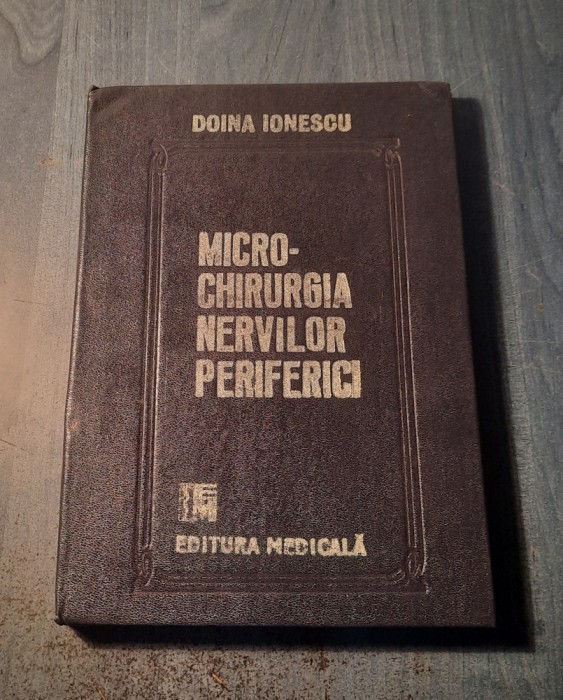 DOINA IONESCU
MICRO-
CHIRURGIA
NERVILOR
PERIFERICI
EM
EDITURA MEDICALĂ